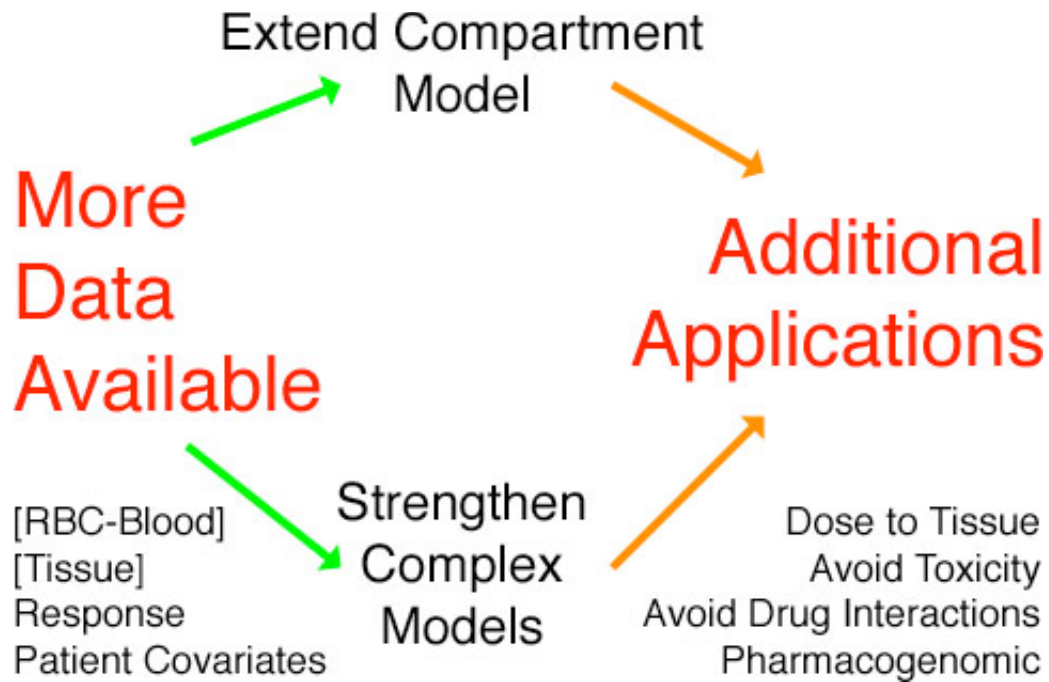 Extend Compartment
Model
More
Data
Available
Additional
Applications
Strengthen
Complex
Models
[RBC-Blood]
[Tissue]
Response
Patient Covariates
Dose to Tissue
Avoid Toxicity
Avoid Drug Interactions
Pharmacogenomic